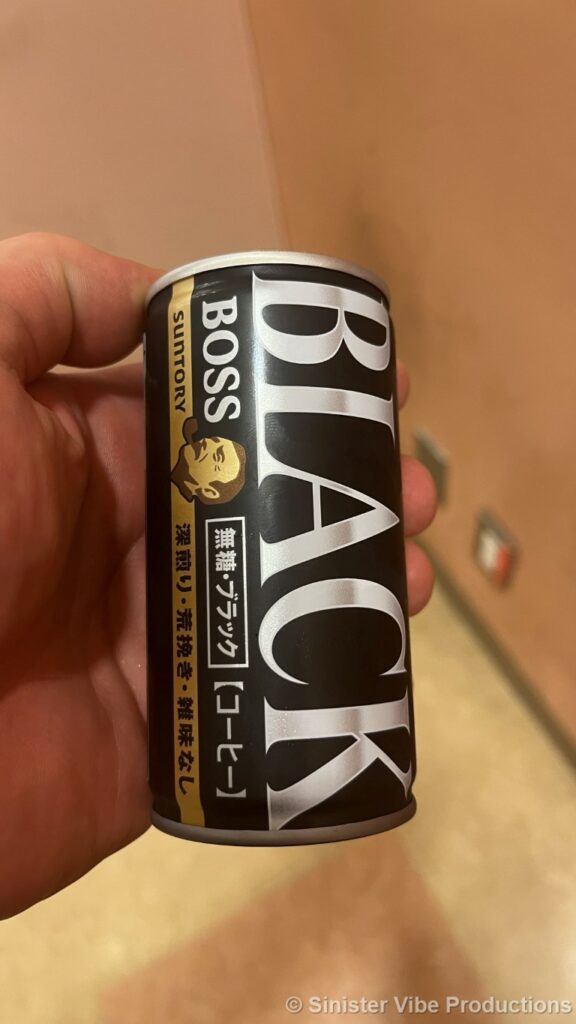 BLACK
BOSS
無糖・ブラック
【コーヒー】
SUNTORY
深煎り・荒挽き・雑味なし
© Sinister Vibe Productions